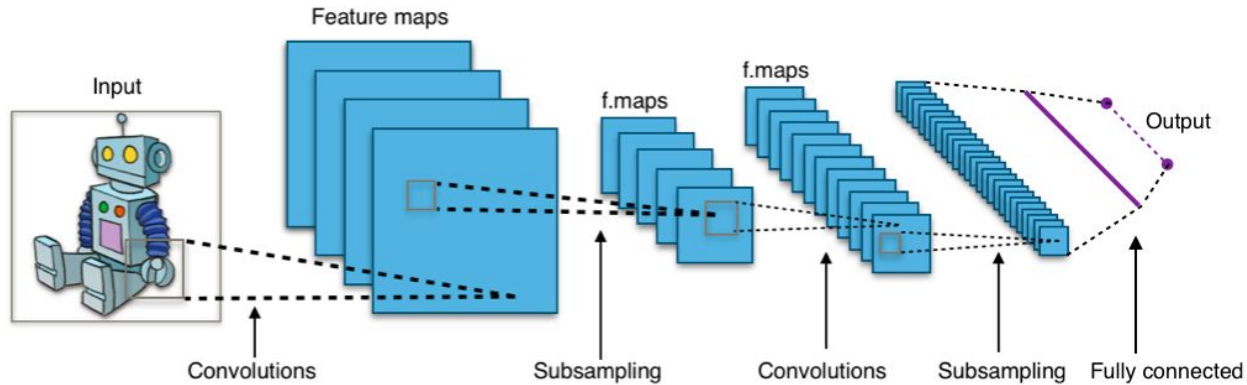 Feature maps
Input
f.maps
f.maps
Output
Convolutions
Subsampling
Convolutions
Subsampling
Fully connected